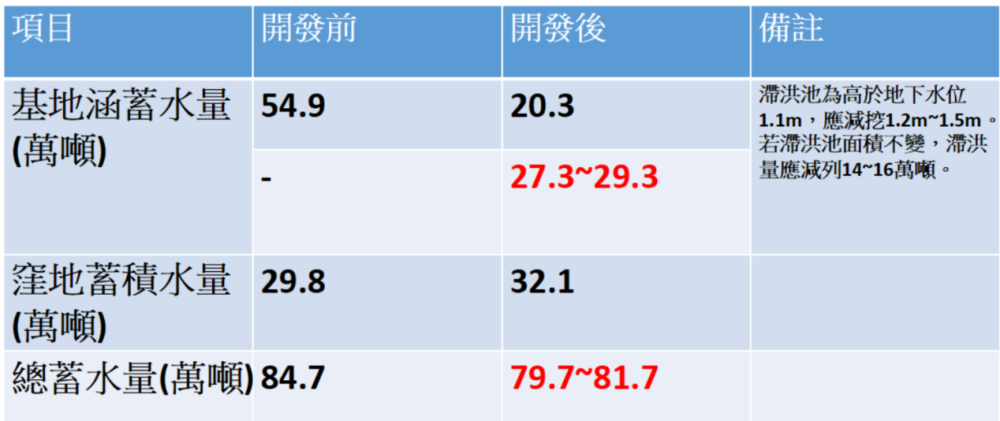 項目 開發前 開發後 備註
基地涵蓄水量 54.9 20.3 滯洪池為高於地下水位
(萬噸) 1.1m，應減挖1.2m~1.5m。
- 27.3~29.3 若滯洪池面積不變，滯洪
量應減列14~16萬噸。
窪地蓄積水量 29.8 32.1
(萬噸)
總蓄水量(萬噸) 84.7 79.7~81.7